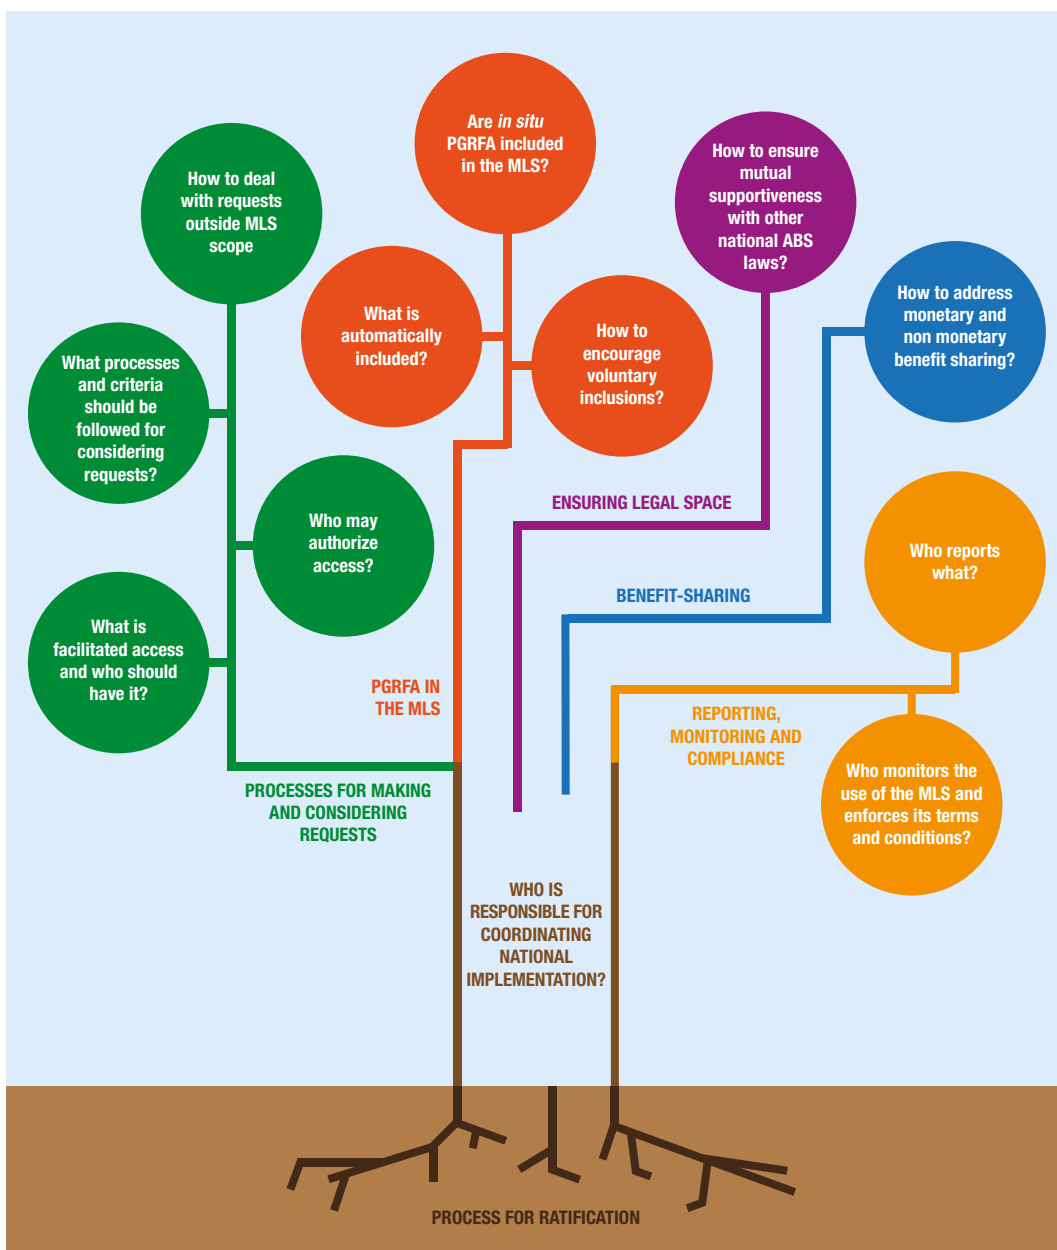 Are in situ
PGRFA included
in the MLS?
How to ensure
mutual
supportiveness
with other
national ABS
laws?
How to deal
with requests
outside MLS
scope
How to address
monetary and
non monetary
benefit sharing?
What is
automatically
included?
How to
encourage
voluntary
inclusions?
What processes
and criteria
should be
followed for
considering
requests?
ENSURING LEGAL SPACE
Who may
authorize
access?
Who reports
what?
BENEFIT-SHARING
What is
facilitated access
and who should
have it?
PGRFA IN
THE MLS
REPORTING,
MONITORING AND
COMPLIANCE
Who monitors the
use of the MLS and
enforces its terms
and conditions?
PROCESSES FOR MAKING
AND CONSIDERING
REQUESTS
WHO IS
RESPONSIBLE FOR
COORDINATING
NATIONAL
IMPLEMENTATION?
PROCESS FOR RATIFICATION